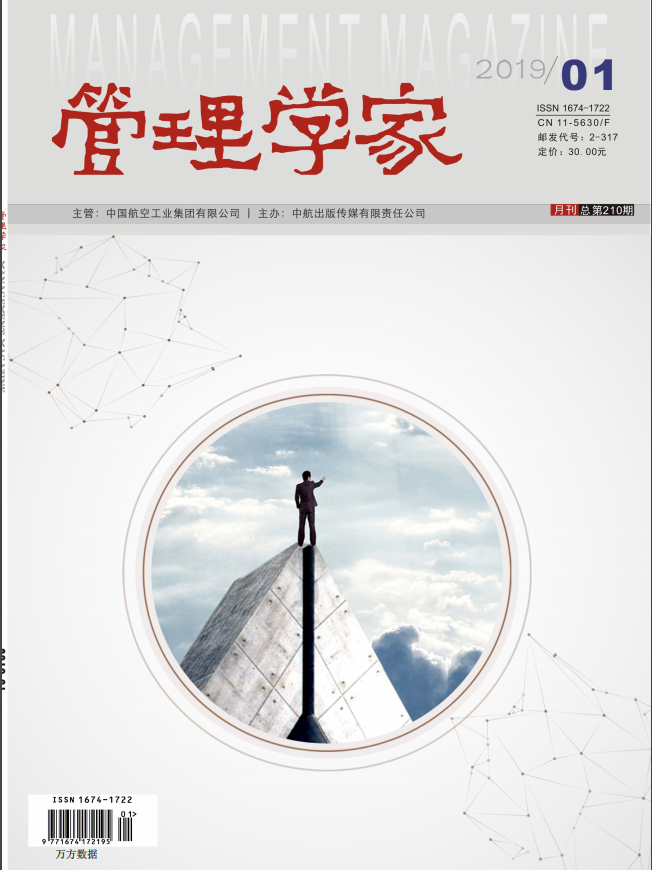 MANAGEMENT MAGAZINE
2019/01
管理学家
ISSN 1674-1722
CN 11-5630/F
邮发代号：2-317
定价：30.00元
主管：中国航空工业集团有限公司 | 主办：中航出版传媒有限责任公司
月刊 总第210期
ISSN 1674-1722
01>
9 771674 172195
万方数据